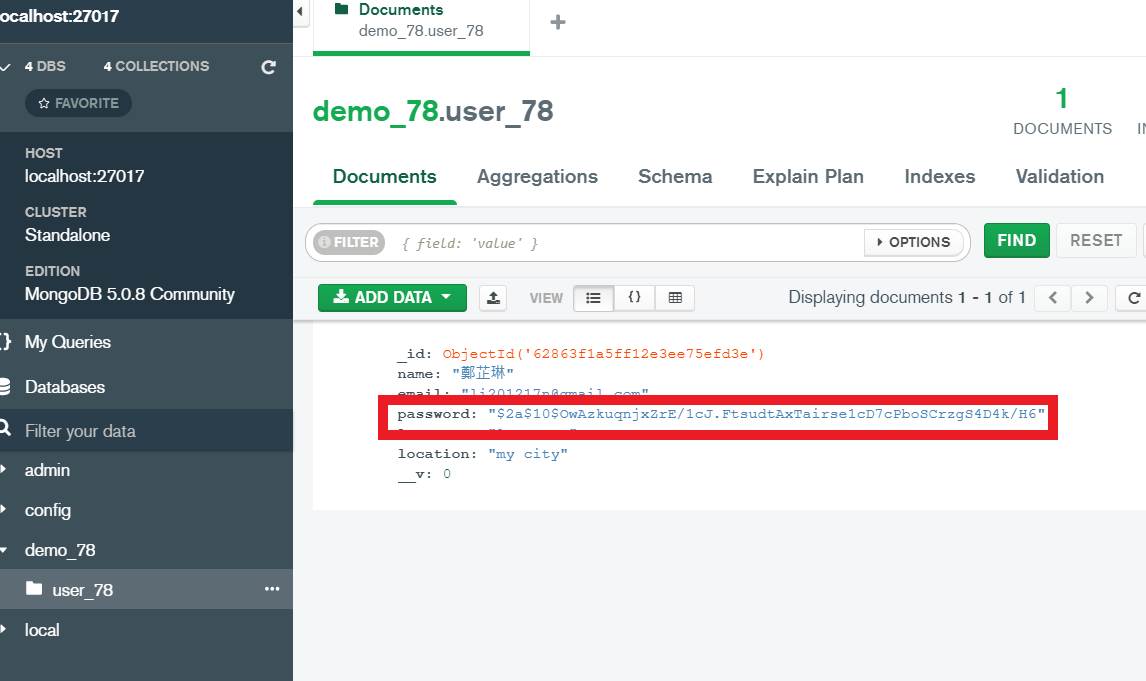 ocalhost:27017
4 DBS 4 COLLECTIONS
FAVORITE
HOST
localhost:27017
CLUSTER
Standalone
EDITION
MongoDB 5.0.8 Community
{} My Queries
Databases
Filter your data
admin
config
demo_78
user_78
local
Documents
demo_78.user_78
demo_78.user_78
1
DOCUMENTS
Documents Aggregations Schema Explain Plan Indexes Validation
FILTER { field: 'value' } OPTIONS FIND RESET
ADD DATA VIEW {} Displaying documents 1 - 1 of 1
_id: ObjectId('62863f1a5ff12e3ee75efd3e')
name: "鄭芷琳"
email:
password: "$2a$10$OwAzkuqnjxZrE/1cJ.FtsudtAxTairse1cD7cPboSCrzgS4D4k/H6"
location: "my city"
__v: 0